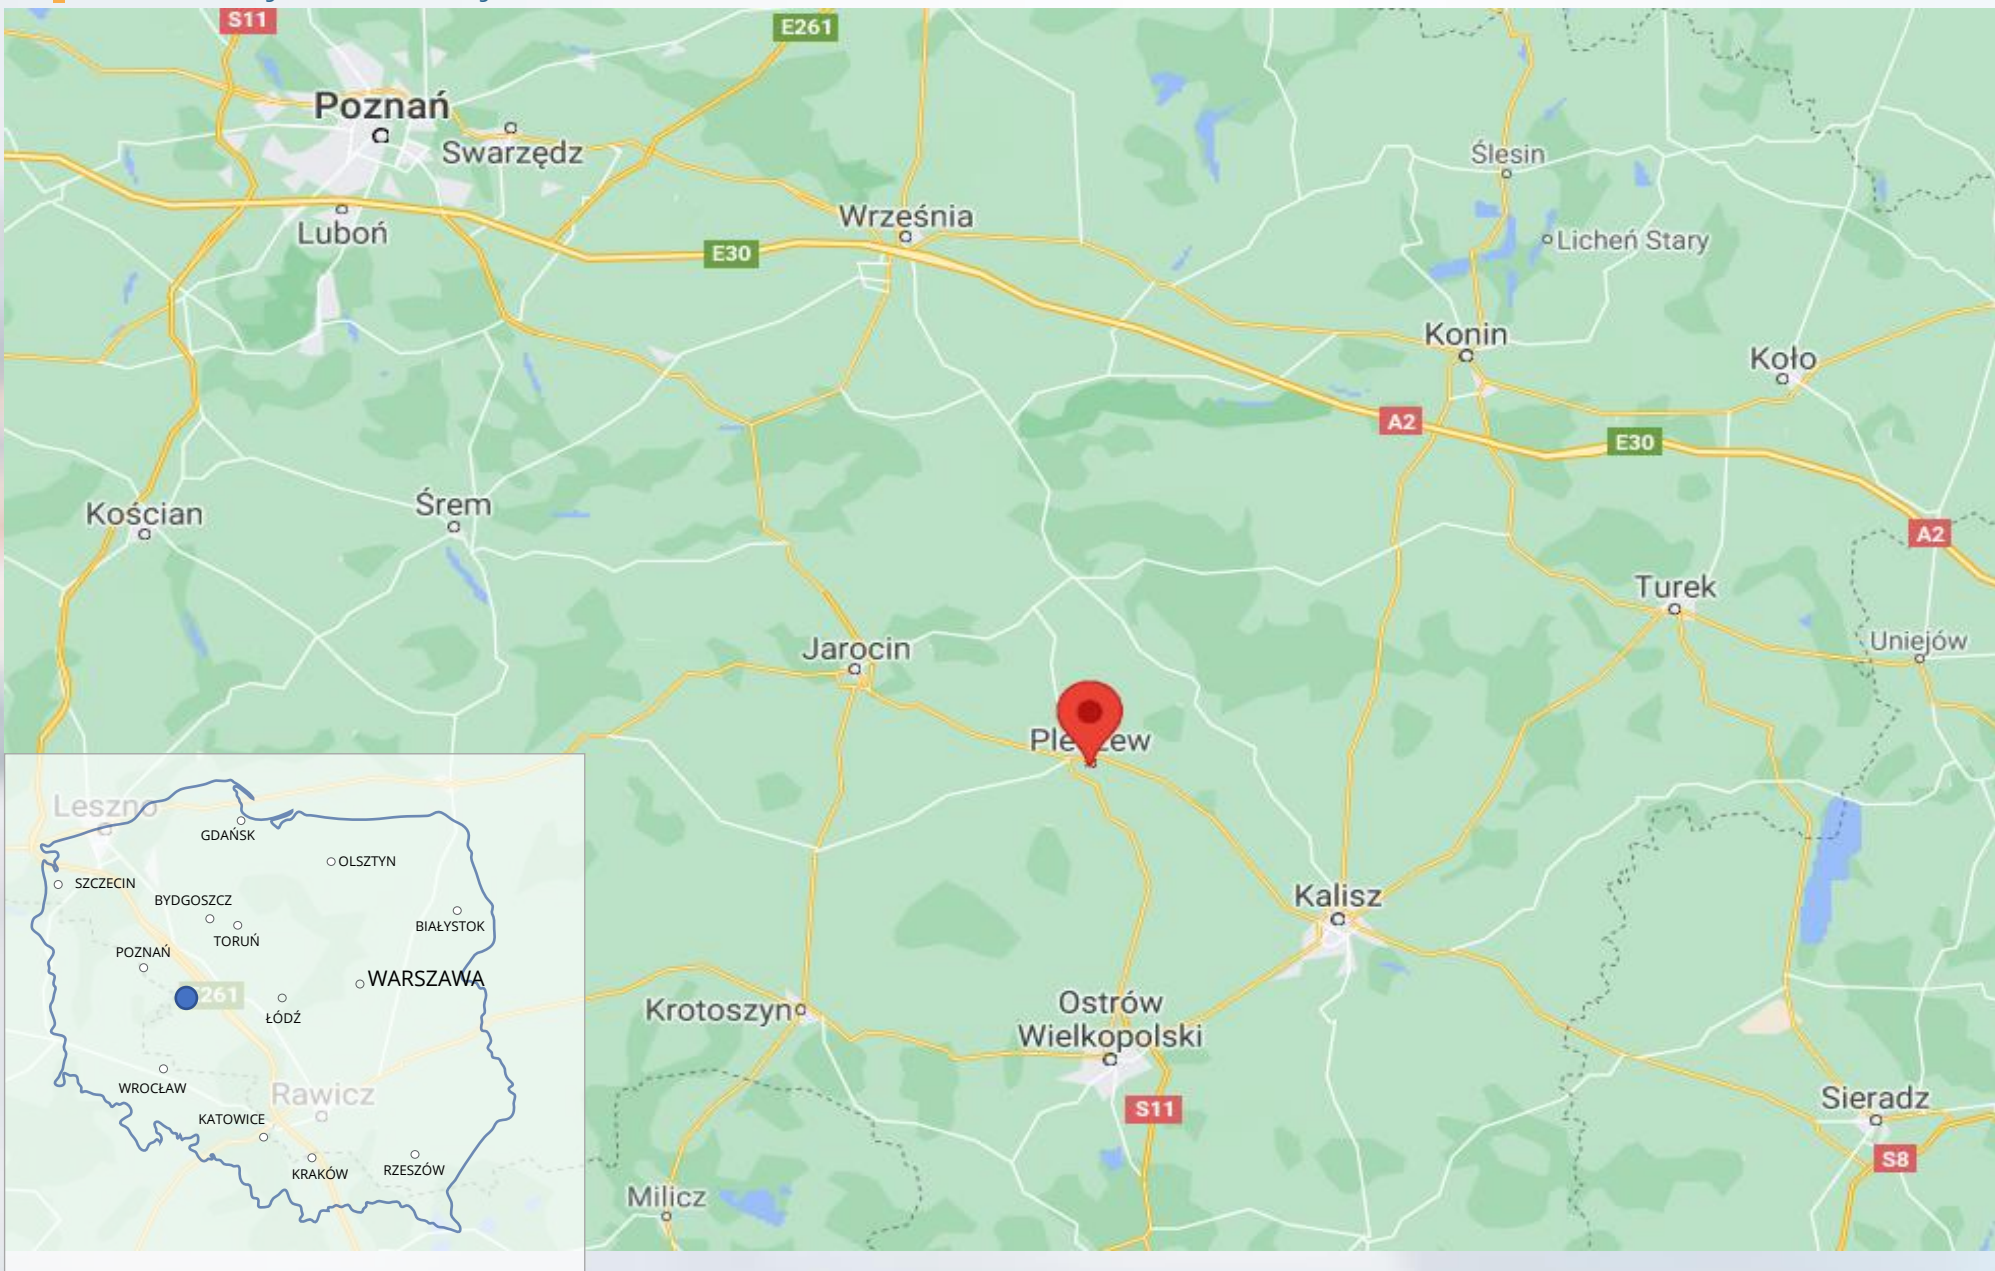 S11
E261
Poznań
Swarzędz
Ślesin
Luboń
Września
Licheń Stary
E30
Konin
Koło
A2
E30
Kościan
Śrem
A2
Turek
Uniejów
Jarocin
Leszno
GDAŃSK
OLSZTYN
SZCZECIN
BYDGOSZCZ
TORUŃ
BIAŁYSTOK
POZNAŃ
WARSZAWA
261
ŁÓDŹ
WROCŁAW
Rawicz
KATOWICE
KRAKÓW
RZESZÓW
Kalisz
Krotoszyn
Ostrów
Wielkopolski
S11
Sieradz
S8
Milicz